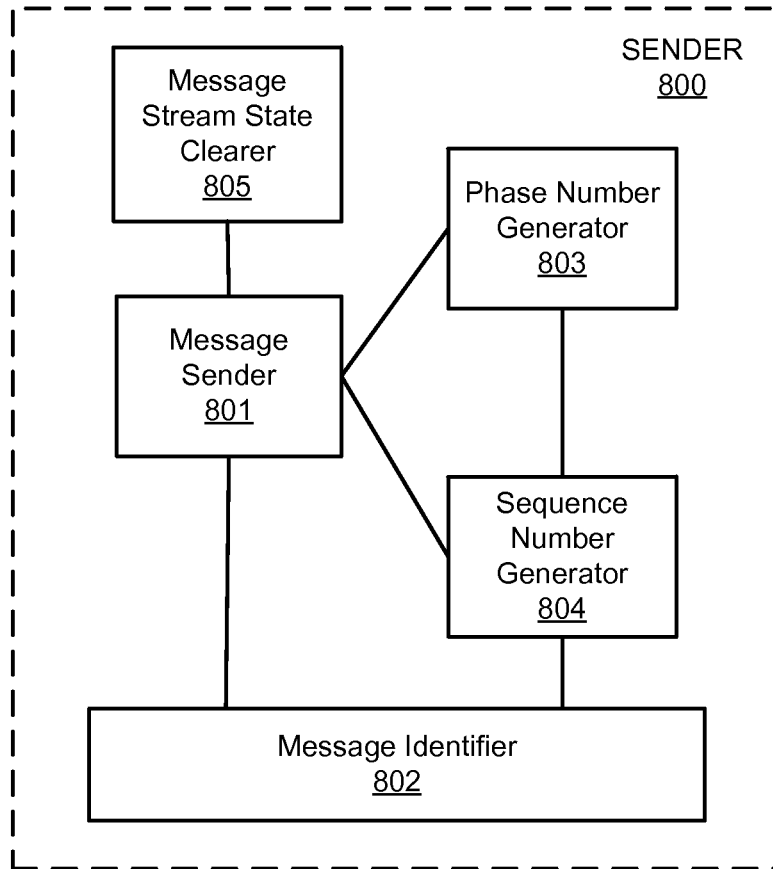 SENDER
800
Message
Stream State
Clearer
805
Phase Number
Generator
803
Message
Sender
801
Sequence
Number
Generator
804
Message Identifier
802